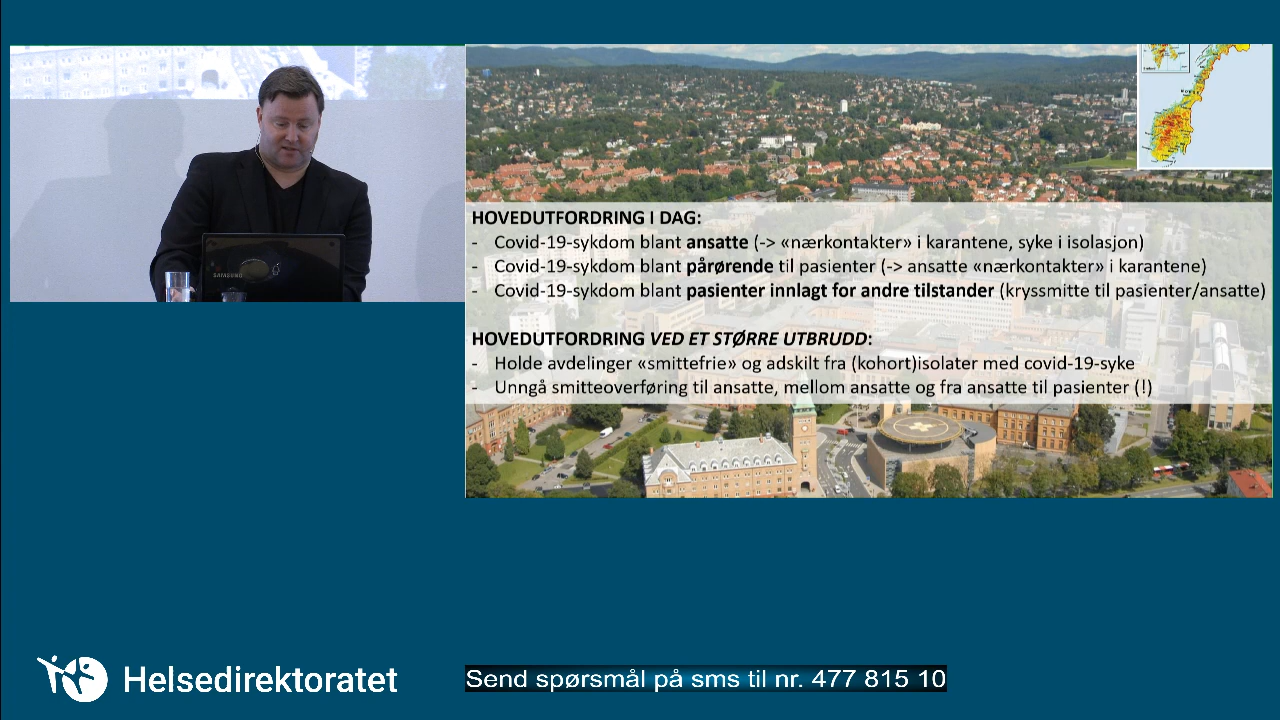 HOVEDUTFORDRING I DAG:
- Covid-19-sykdom blant ansatte (-> «nærkontakter» i karantene, syke i isolasjon)
- Covid-19-sykdom blant pårørende til pasienter (-> ansatte «nærkontakter» i karantene)
- Covid-19-sykdom blant pasienter innlagt for andre tilstander (kryssmitte til pasienter/ansatte)
HOVEDUTFORDRING VED ET STØRRE UTBRUDD:
- Holde avdelinger «smittefrie» og adskilt fra (kohort)isolater med covid-19-syke
- Unngå smitteoverføring til ansatte, mellom ansatte og fra ansatte til pasienter (!)
SAMSUNG
Helsedirektoratet
Send spørsmål på sms til nr. 477 815 10